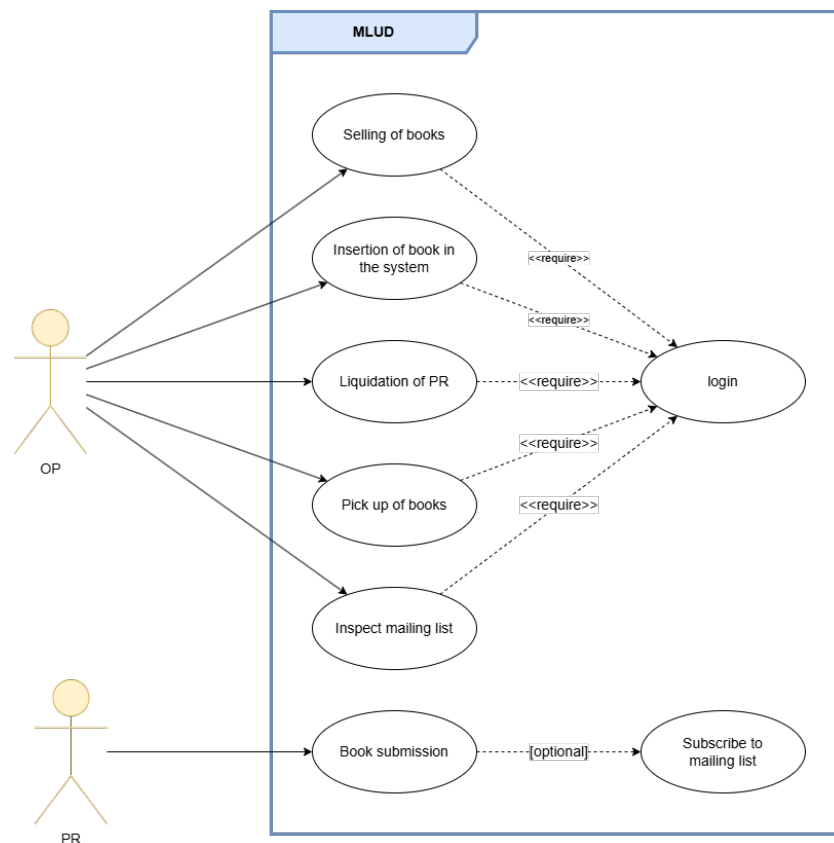 MLUD
Selling of books
<<require>>
Insertion of book in
the system
<<require>>
Liquidation of PR
<<require>>
login
OP
<<require>>
Pick up of books
<<require>>
Inspect mailing list
Book submission
[optional]
Subscribe to
mailing list
PR